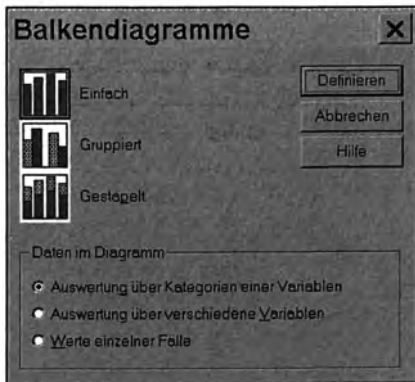 Balkendiagramme
Einfach
Gruppiert
Gestapelt
Definieren
Abbrechen
Hilfe
Daten im Diagramm
Auswertung über Kategorien einer Variablen
Auswertung über verschiedene Variablen
Werte einzelner Fälle